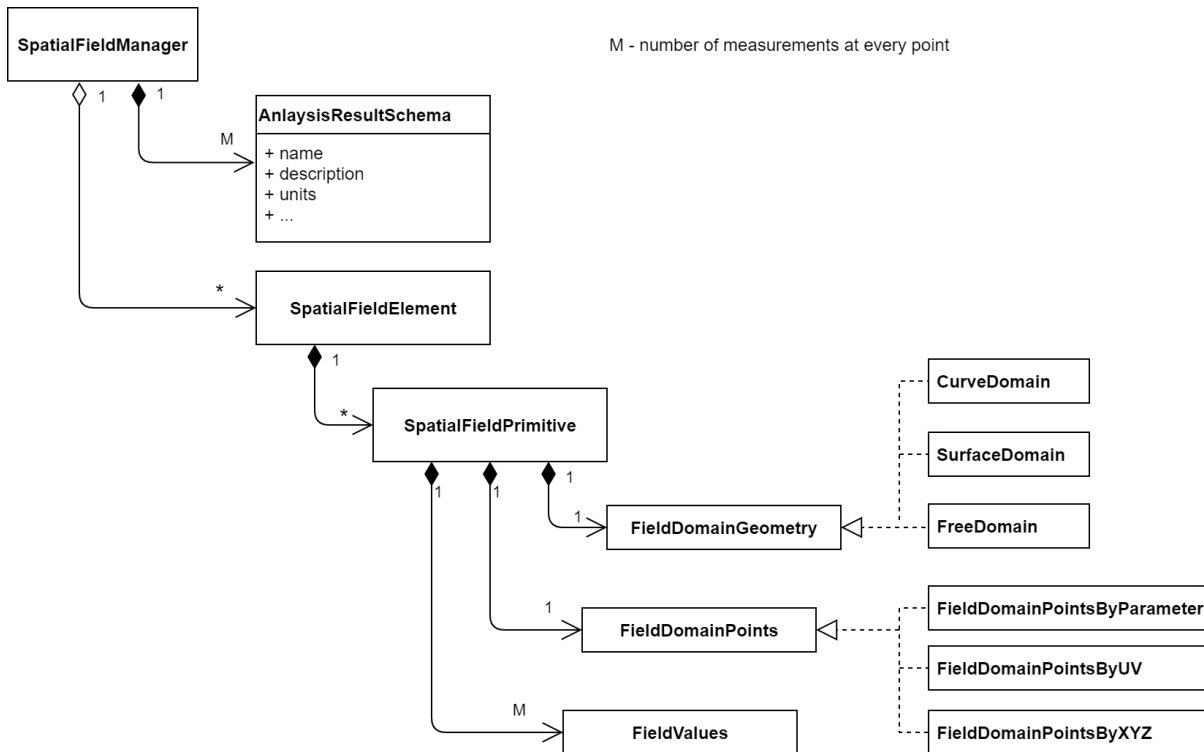 SpatialFieldManager
M - number of measurements at every point
1
1
AnlaysisResultSchema
M
+ name
+ description
+ units
+ ...
*
SpatialFieldElement
1
CurveDomain
*
SpatialFieldPrimitive
SurfaceDomain
1
1
1
1
FieldDomainGeometry
FreeDomain
1
FieldDomainPoints
FieldDomainPointsByParameter
FieldDomainPointsByUV
M
FieldValues
FieldDomainPointsByXYZ